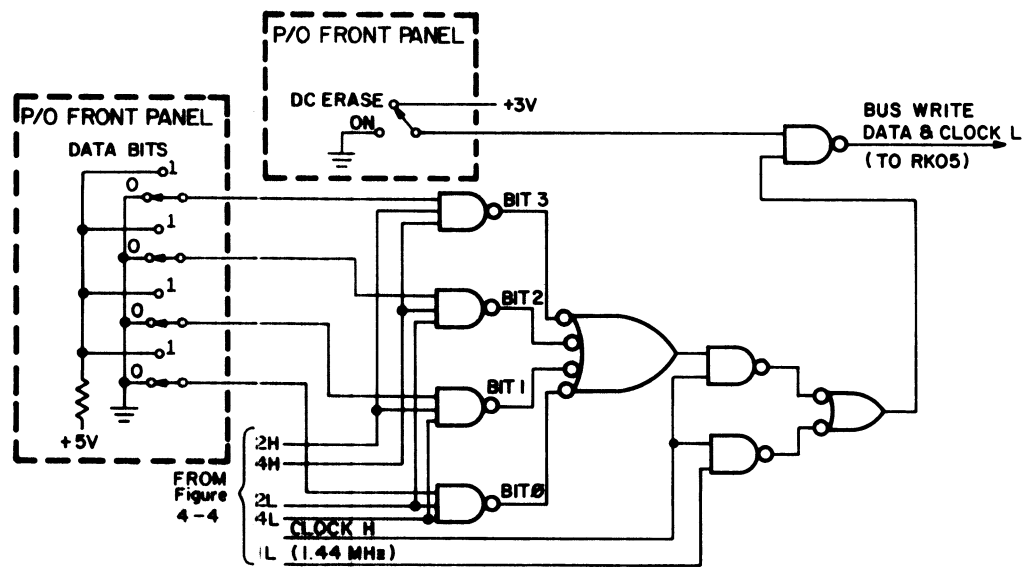 P/O FRONT PANEL
DC ERASE
+3V
ON
P/O FRONT PANEL
DATA BITS
1
0
1
0
1
0
1
0
+5V
BUS WRITE
DATA & CLOCK L
(TO RK05)
BIT 3
BIT 2
BIT 1
BIT Ø
FROM
Figure
4-4
2H
4H
2L
4L
CLOCK H
1L (1.44 MHz)